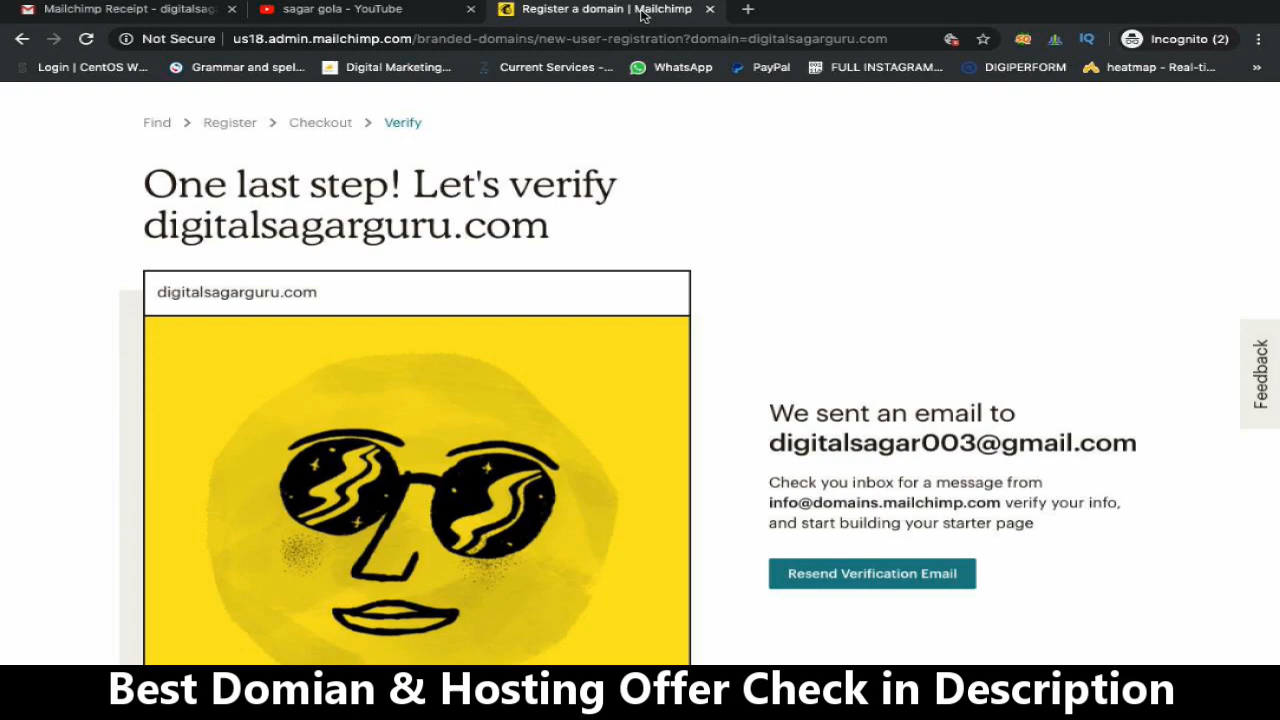 Mailchimp Receipt - digitalsag
sagar gola - YouTube
Register a domain | Mailchimp
Not Secure
us18.admin.mailchimp.com/branded-domains/new-user-registration?domain=digitalsagarguru.com
IQ
Incognito (2)
Login | CentOS W...
Grammar and spel...
Digital Marketing...
Current Services -...
WhatsApp
PayPal
FULL INSTAGRAM...
DIGIPERFORM
heatmap - Real-ti...
»
Find > Register > Checkout > Verify
One last step! Let's verify
digitalsagarguru.com
digitalsagarguru.com
Feedback
We sent an email to
digitalsagar003@gmail.com
Check you inbox for a message from
info@domains.mailchimp.com verify your info,
and start building your starter page
Resend Verification Email
Best Domian & Hosting Offer Check in Description